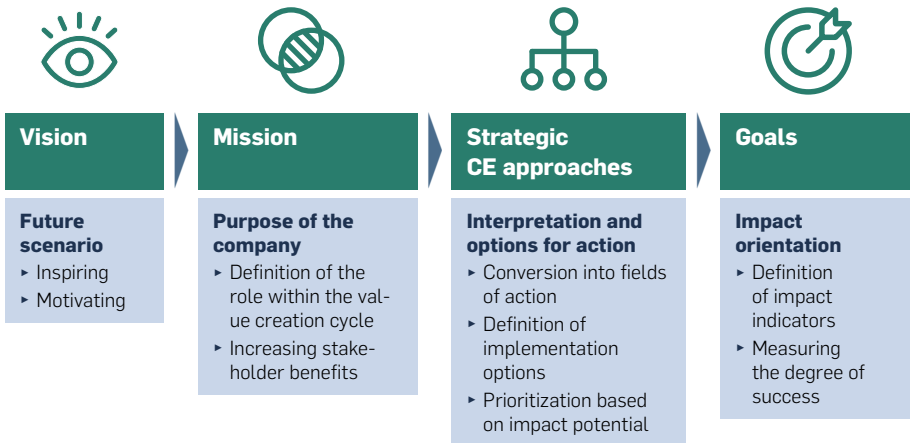 Vision
Future
scenario
▸ Inspiring
▸ Motivating
Mission
Purpose of the
company
▸ Definition of the
role within the val-
ue creation cycle
▸ Increasing stake-
holder benefits
Strategic
CE approaches
Interpretation and
options for action
▸ Conversion into fields
of action
▸ Definition of
implementation
options
▸ Prioritization based
on impact potential
Goals
Impact
orientation
▸ Definition
of impact
indicators
▸ Measuring
the degree of
success